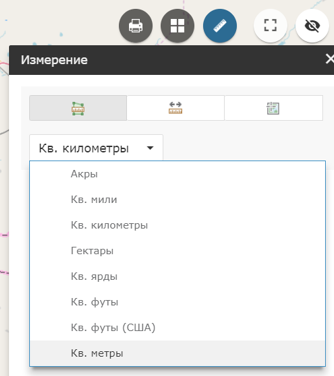 Измерение
Кв. километры
Акры
Кв. мили
Кв. километры
Гектары
Кв. ярды
Кв. футы
Кв. футы (США)
Кв. метры